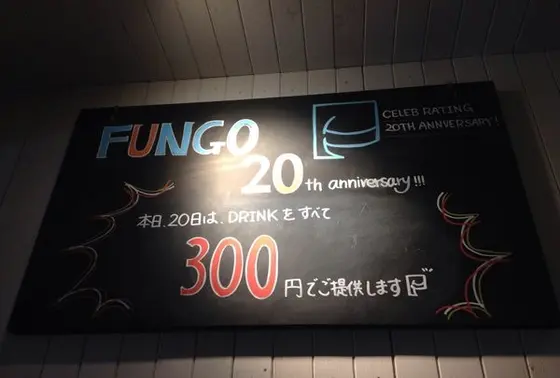 FUNGO
20th anniversary!!!
CELEB RATING
20TH ANNIVERSARY!
本日、20日は、DRINKをすべて
300円でご提供します